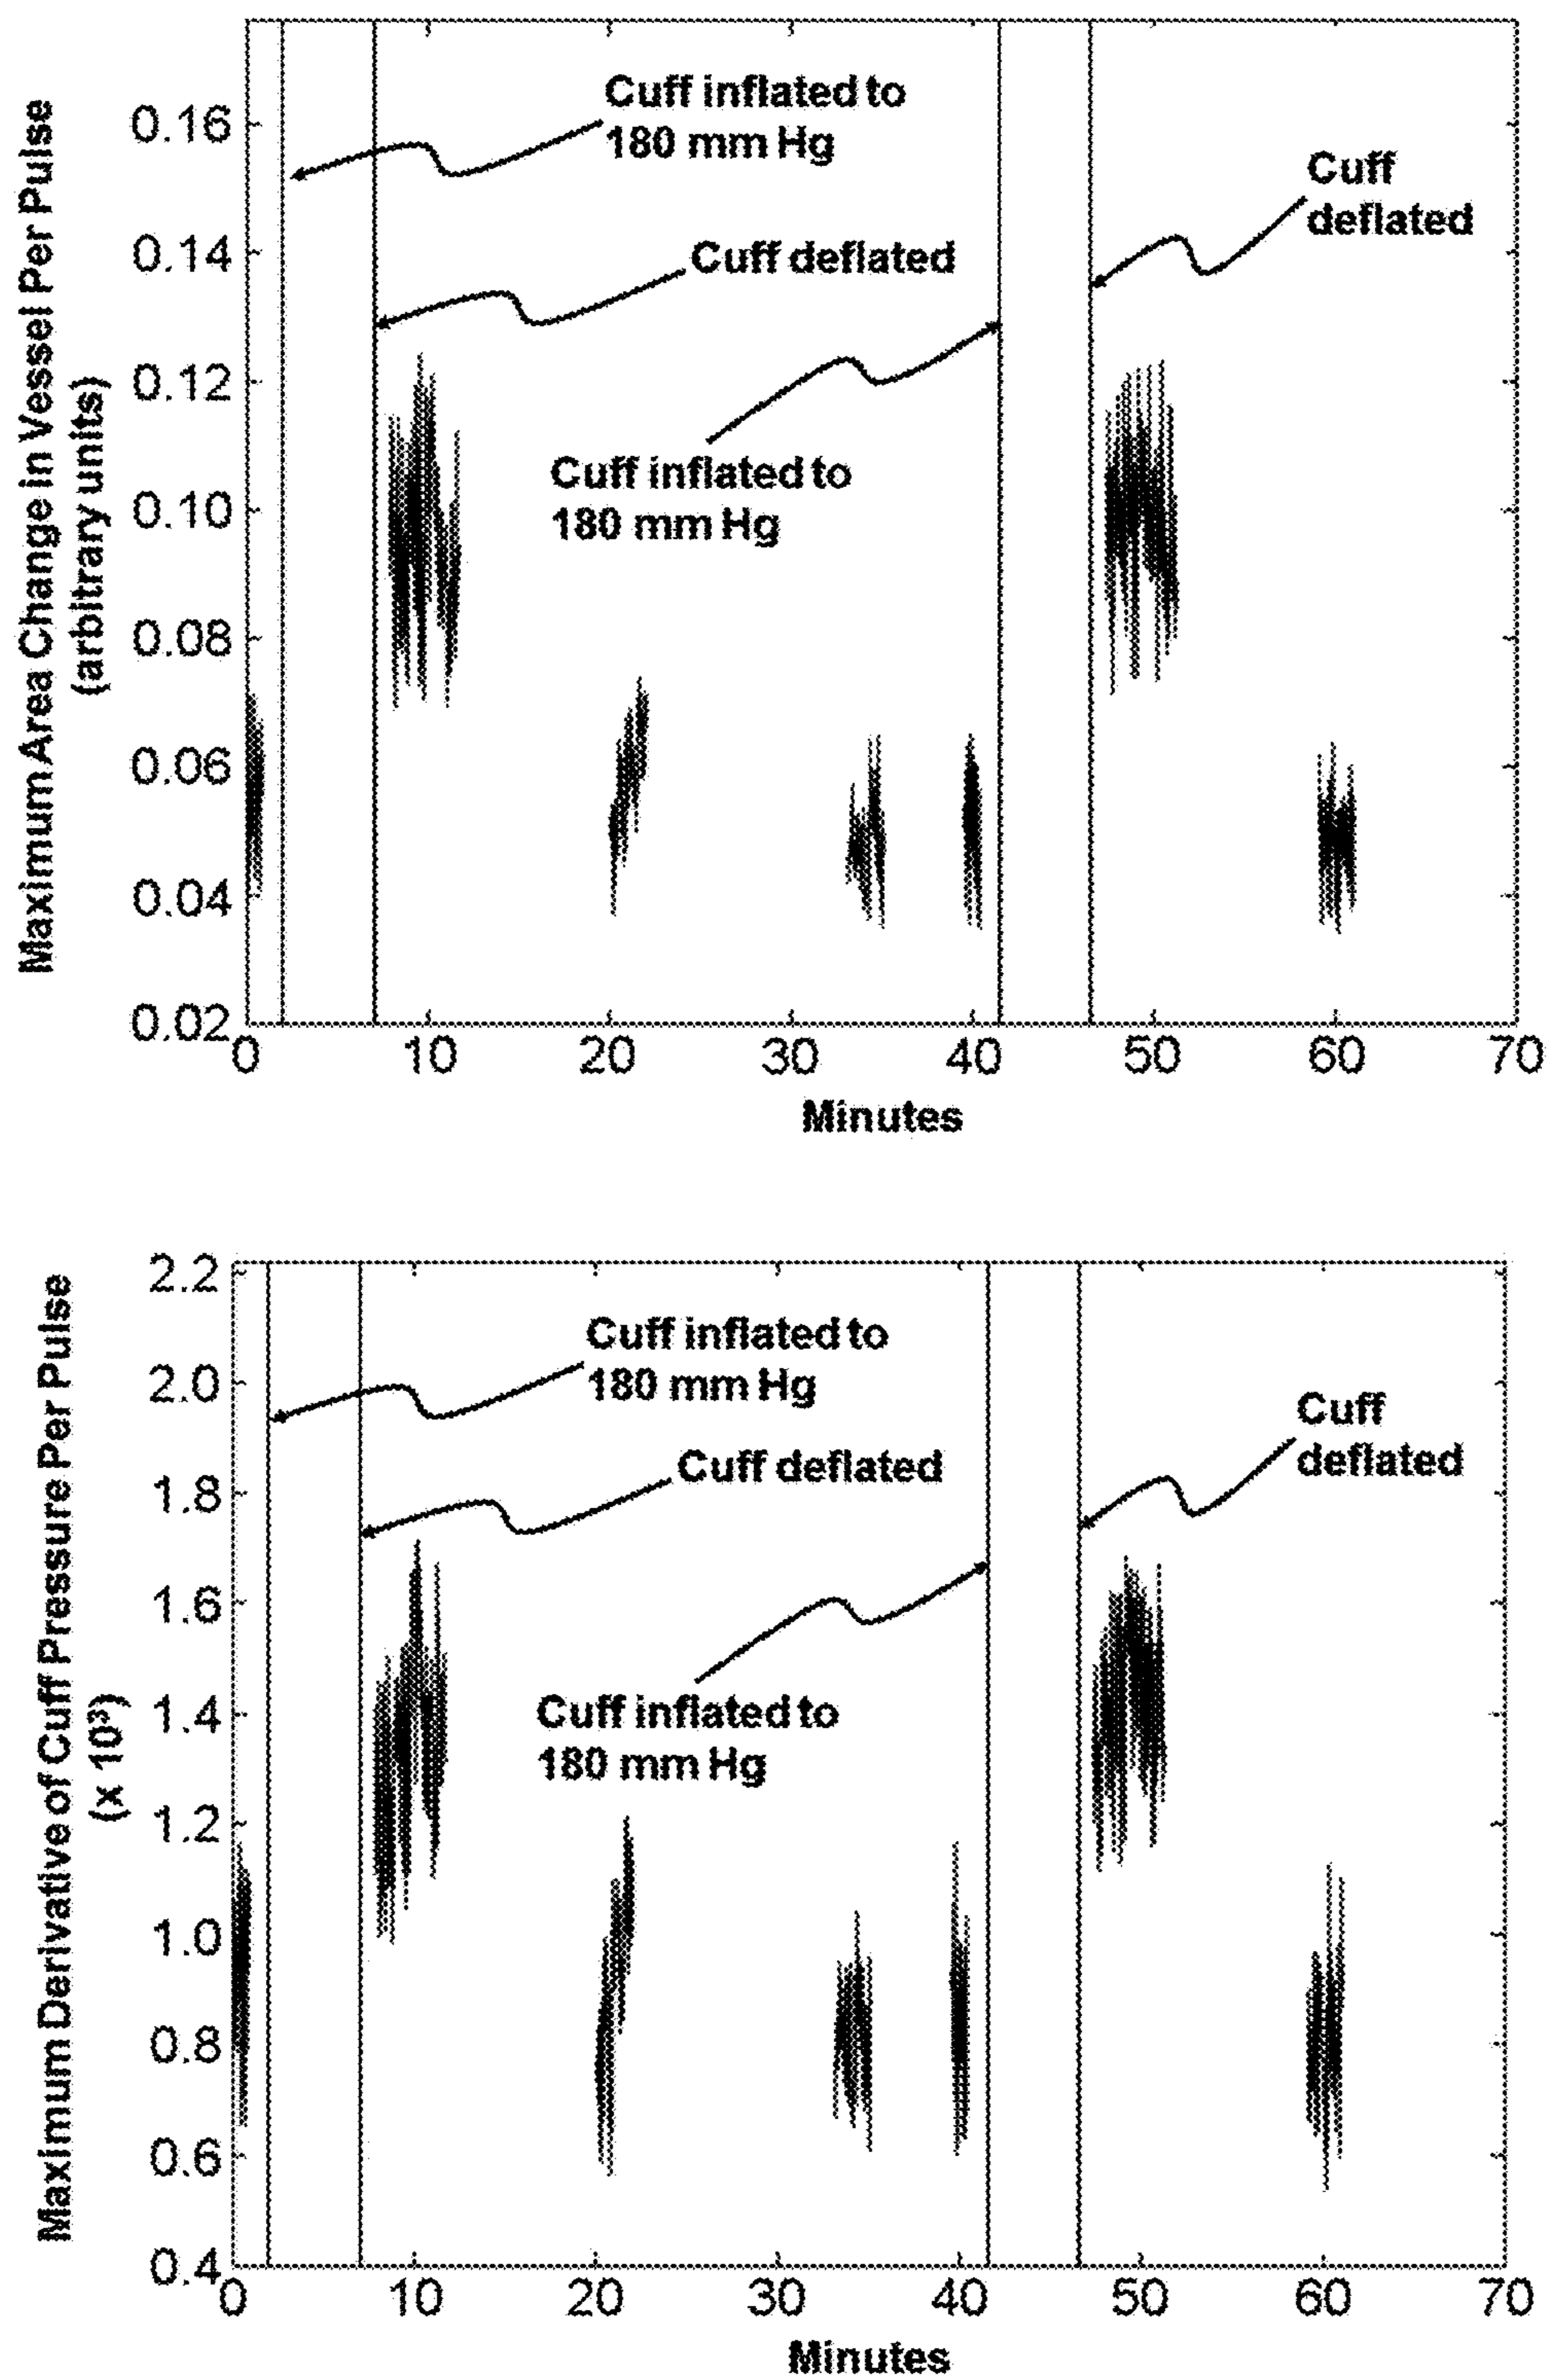 Maximum Area Change in Vessel Per Pulse
(arbitrary units)
0.16
0.14
0.12
0.10
0.08
0.06
0.04
0.02
Cuff inflated to
180 mm Hg
Cuff deflated
Cuff inflated to
180 mm Hg
Cuff
deflated
0 10 20 30 40 50 60 70
Minutes
Maximum Derivative of Cuff Pressure Per Pulse
(x 10³)
2.2
2.0
1.8
1.6
1.4
1.2
1.0
0.8
0.6
0.4
Cuff inflated to
180 mm Hg
Cuff deflated
Cuff inflated to
180 mm Hg
Cuff
deflated
0 10 20 30 40 50 60 70
Minutes